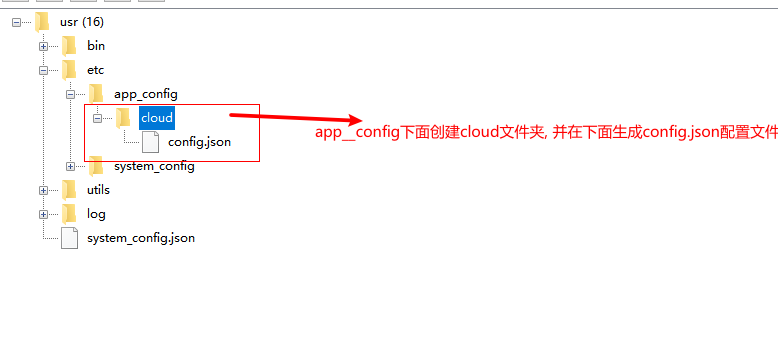 usr (16)
bin
etc
app_config
cloud
app__config下面创建cloud文件夹, 并在下面生成config.json配置文件
config.json
system_config
utils
log
system_config.json